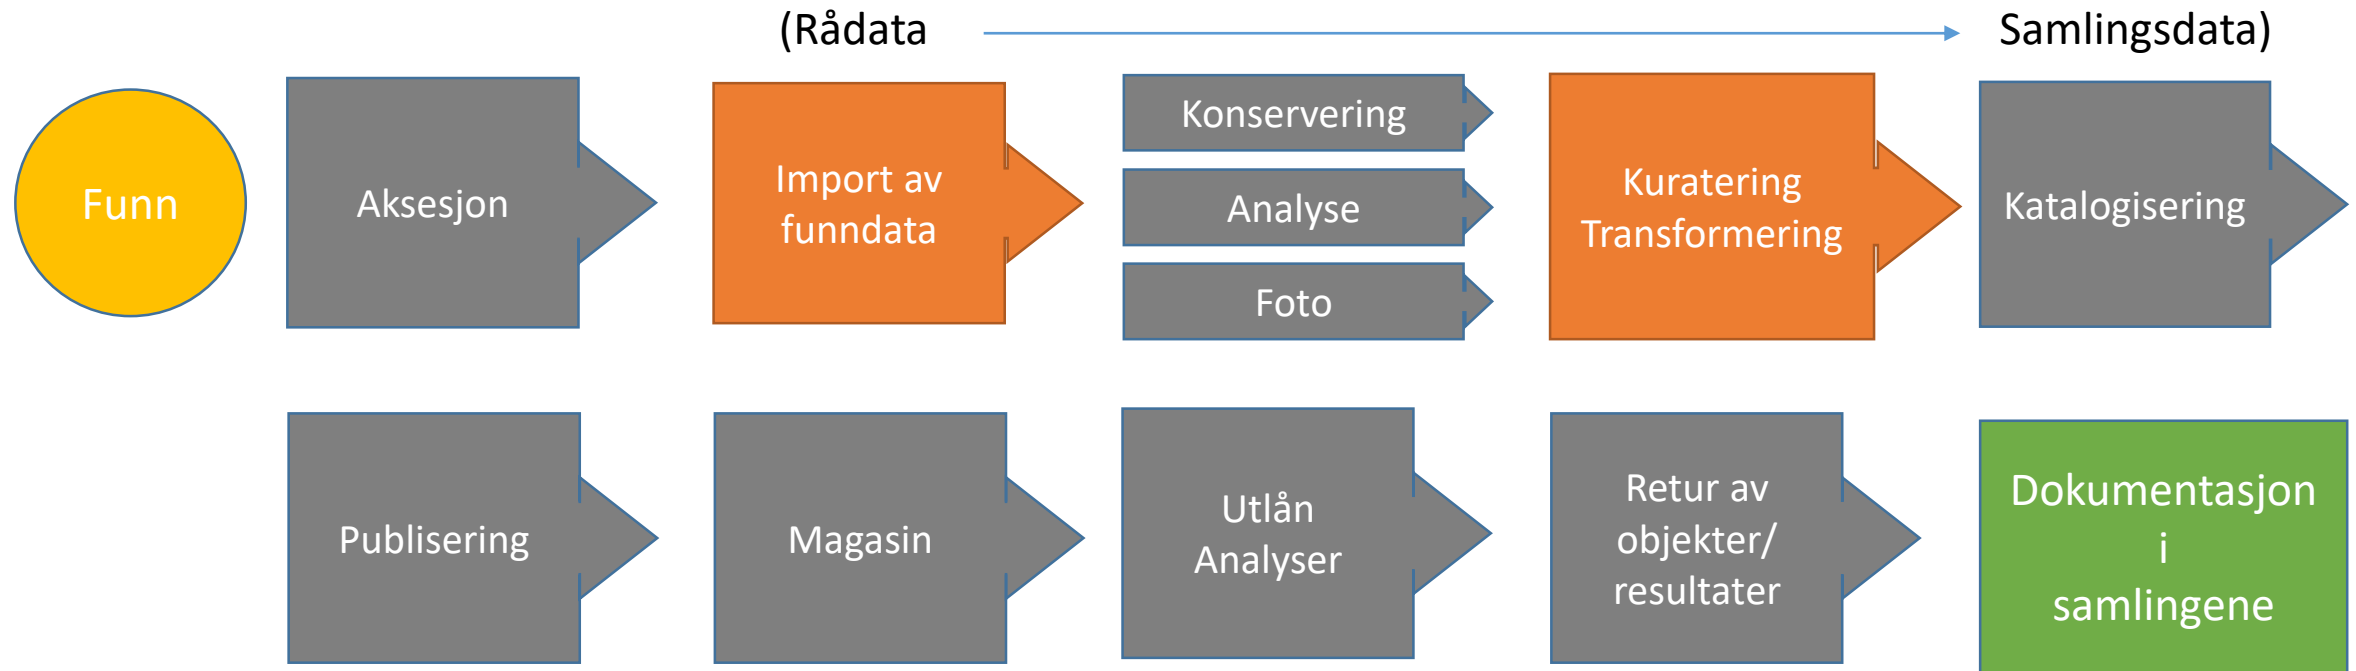 (Rådata
Samlingsdata)
Funn
Aksesjon
Import av
funndata
Konservering
Analyse
Foto
Kuratering
Transformering
Katalogisering
Publisering
Magasin
Utlån
Analyser
Retur av
objekter/
resultater
Dokumentasjon
i
samlingene